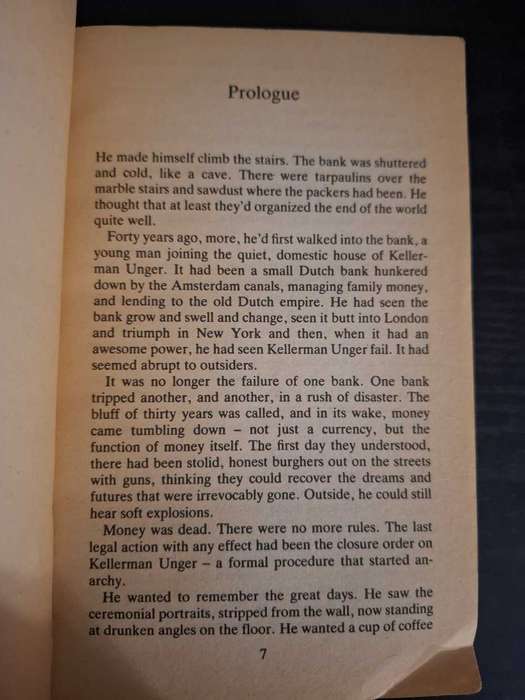 Prologue
He made himself climb the stairs. The bank was shuttered
and cold, like a cave. There were tarpaulins over the
marble stairs and sawdust where the packers had been. He
thought that at least they'd organized the end of the world
quite well.
Forty years ago, more, he'd first walked into the bank, a
young man joining the quiet, domestic house of Keller-
man Unger. It had been a small Dutch bank hunkered
down by the Amsterdam canals, managing family money,
and lending to the old Dutch empire. He had seen the
bank grow and swell and change, seen it butt into London
and triumph in New York and then, when it had an
awesome power, he had seen Kellerman Unger fail. It had
seemed abrupt to outsiders.
It was no longer the failure of one bank. One bank
tripped another, and another, in a rush of disaster. The
bluff of thirty years was called, and in its wake, money
came tumbling down – not just a currency, but the
function of money itself. The first day they understood,
there had been stolid, honest burghers out on the streets
with guns, thinking they could recover the dreams and
futures that were irrevocably gone. Outside, he could still
hear soft explosions.
Money was dead. There were no more rules. The last
legal action with any effect had been the closure order on
Kellerman Unger – a formal procedure that started an-
archy.
He wanted to remember the great days. He saw the
ceremonial portraits, stripped from the wall, now standing
at drunken angles on the floor. He wanted a cup of coffee
7